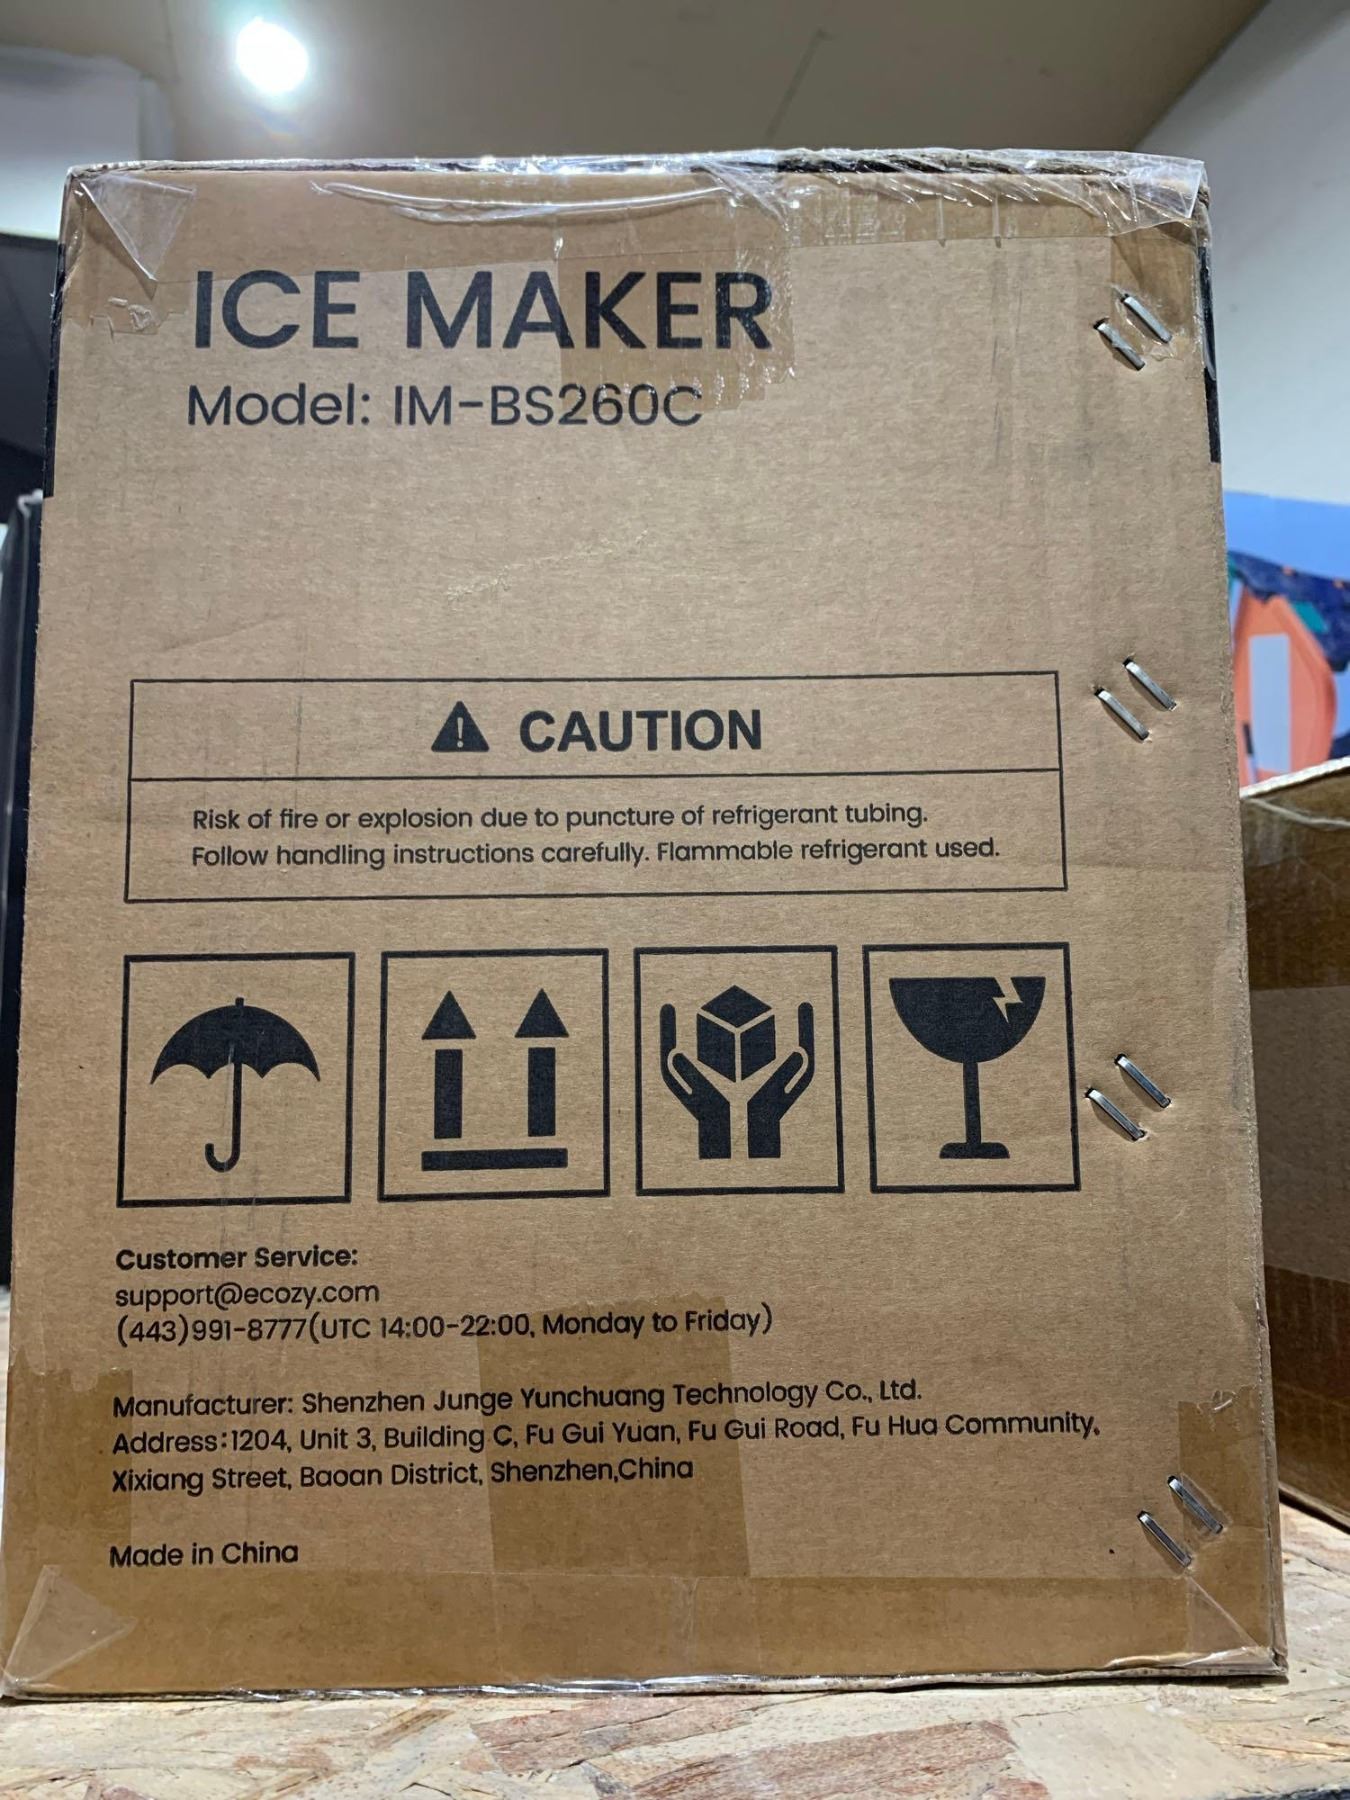 ICE MAKER
Model: IM-BS260C
CAUTION
Risk of fire or explosion due to puncture of refrigerant tubing.
Follow handling instructions carefully. Flammable refrigerant used.
Customer Service:
support@ecozy.com
(443)991-8777(UTC 14:00-22:00, Monday to Friday)
Manufacturer: Shenzhen Junge Yunchuang Technology Co., Ltd.
Address:1204, Unit 3, Building C, Fu Gui Yuan, Fu Gui Road, Fu Hua Community,
Xixiang Street, Baoan District, Shenzhen,China
Made in China